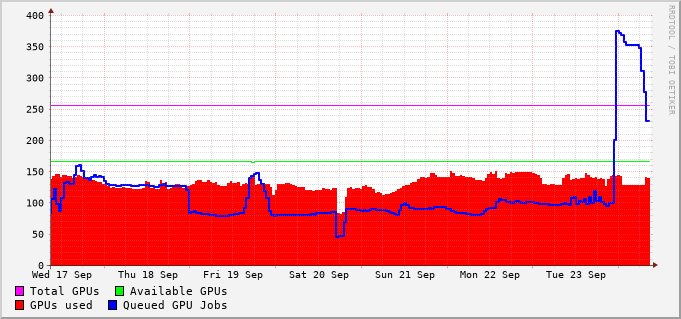 400
350
300
250
200
150
100
50
0
Wed 17 Sep Thu 18 Sep Fri 19 Sep Sat 20 Sep Sun 21 Sep Mon 22 Sep Tue 23 Sep
Total GPUs Available GPUs
GPUs used Queued GPU Jobs
RRDTOOL / TOBI OETIKER